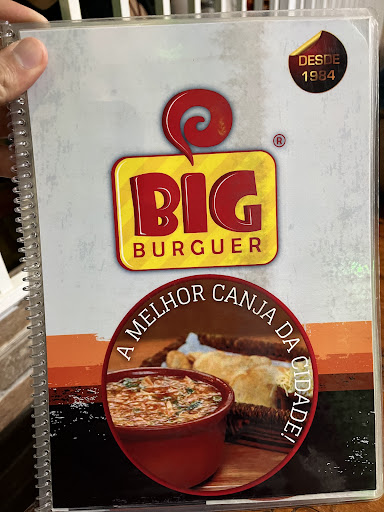 DESDE
1984
®
BIG
BURGUER
A MELHOR CANJA DA CIDADE!